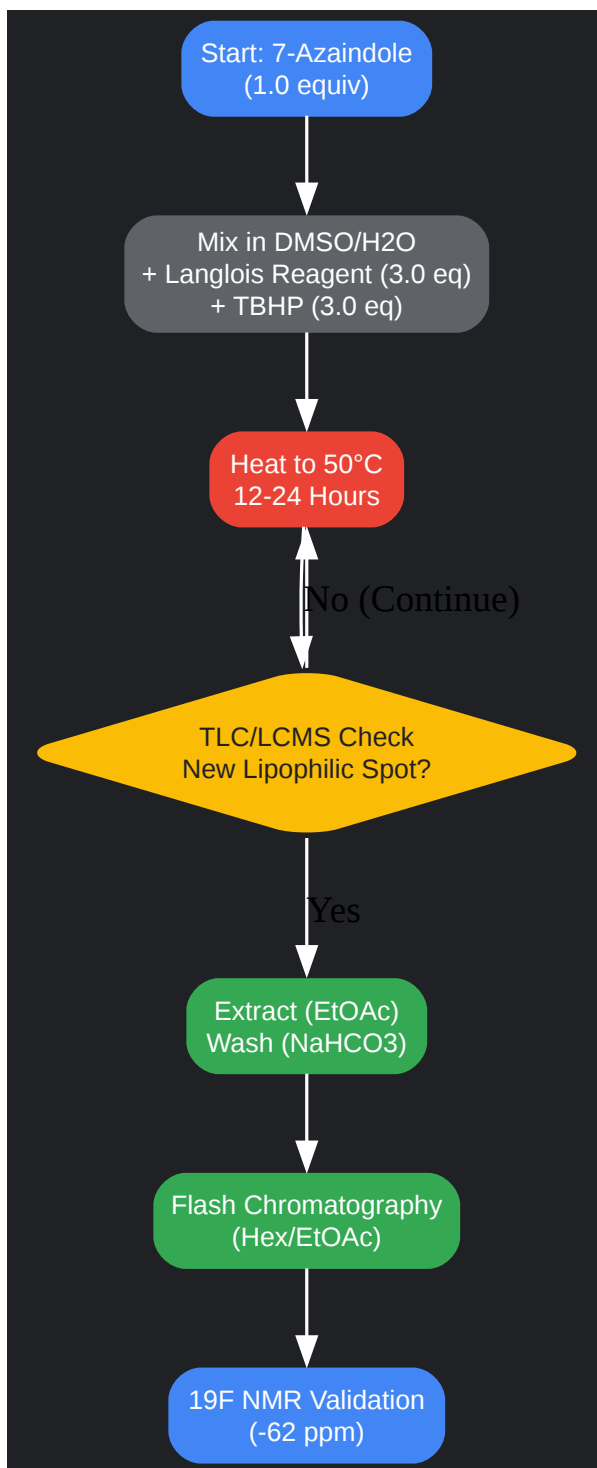 Start: 7-Azaindole
(1.0 equiv)
Mix in DMSO/H2O
+ Langlois Reagent (3.0 eq)
+ TBHP (3.0 eq)
Heat to 50°C
12-24 Hours
No (Continue)
TLC/LCMS Check
New Lipophilic Spot?
Yes
Extract (EtOAc)
Wash (NaHCO3)
Flash Chromatography
(Hex/EtOAc)
19F NMR Validation
(-62 ppm)